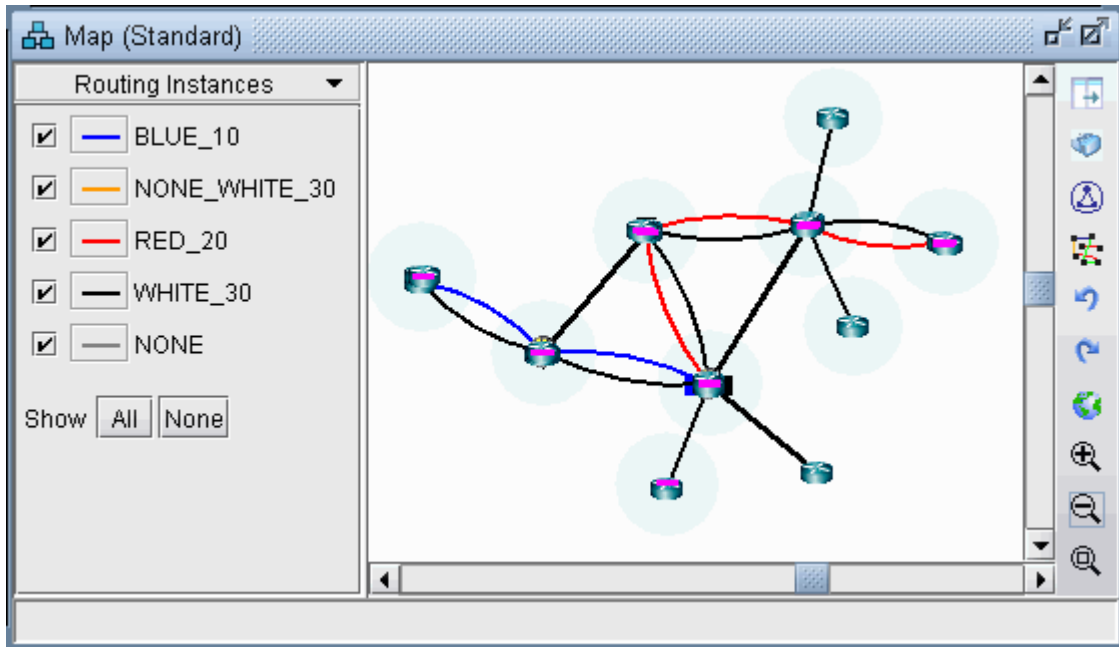 Map (Standard)
Routing Instances
BLUE_10
NONE_WHITE_30
RED_20
WHITE_30
NONE
Show All None